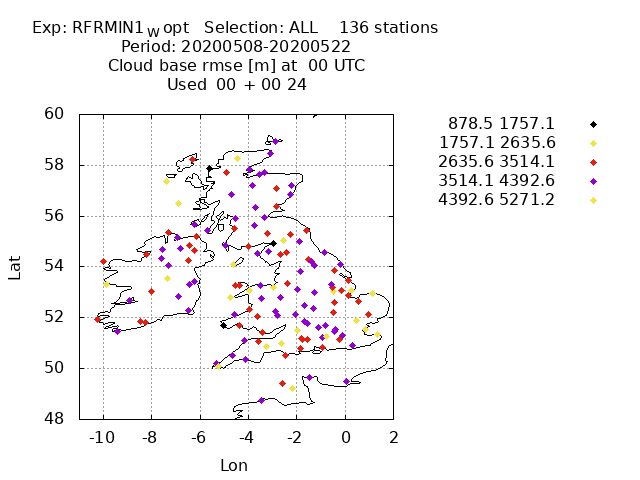 Exp: RFRMIN1_W opt   Selection: ALL    136 stations
Period: 20200508-20200522
Cloud base rmse [m] at  00 UTC
Used  00 + 00 24
878.5 1757.1
1757.1 2635.6
2635.6 3514.1
3514.1 4392.6
4392.6 5271.2
60
58
56
54
52
50
48
Lat
-10 -8 -6 -4 -2 0 2
Lon